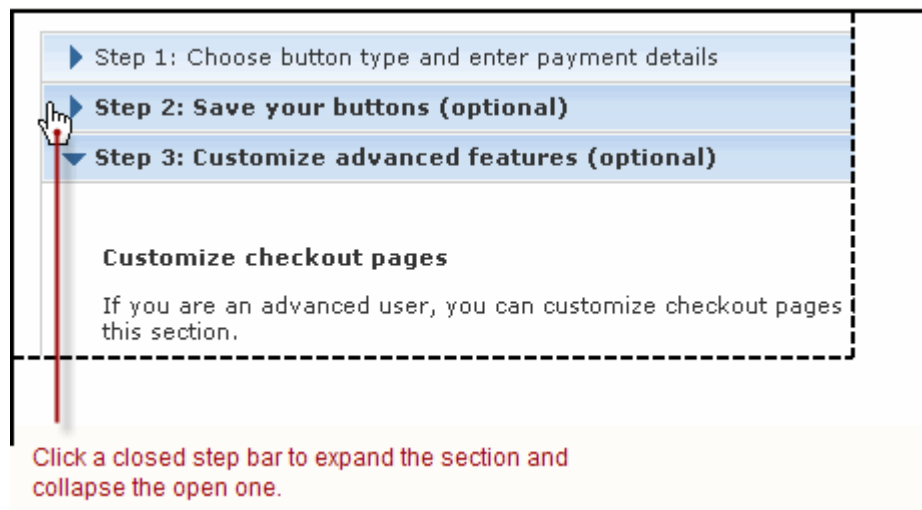 Step 1: Choose button type and enter payment details
Step 2: Save your buttons (optional)
Step 3: Customize advanced features (optional)
Customize checkout pages
If you are an advanced user, you can customize checkout pages
this section.
Click a closed step bar to expand the section and
collapse the open one.